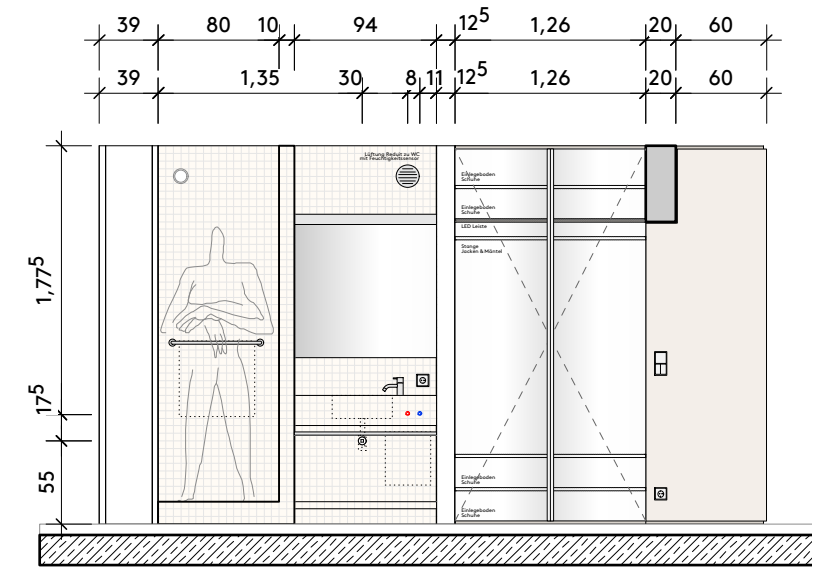 39 80 10 94 12⁵ 1,26 20 60
39 1,35 30 8 11 12⁵ 1,26 20 60
Lüftung Reduit zu WC
mit Feuchtigkeitssensor
Einlegeboden
Schuhe
Einlegeboden
Schuhe
LED Leiste
Stange
Jacken & Mäntel
1,77⁵
17⁵
55
Einlegeboden
Schuhe
Einlegeboden
Schuhe